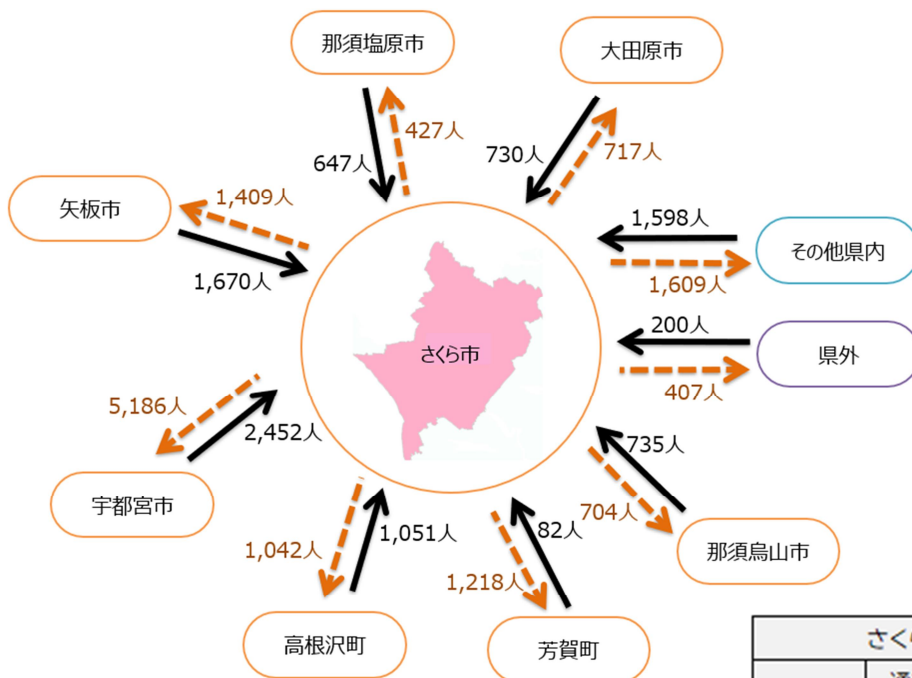 那須塩原市
大田原市
427人
647人
730人
717人
矢板市
1,409人
1,670人
1,598人
その他県内
1,609人
200人
県外
407人
さくら市
5,186人
2,452人
宇都宮市
735人
704人
那須烏山市
1,042人
1,051人
82人
1,218人
高根沢町
芳賀町
さく